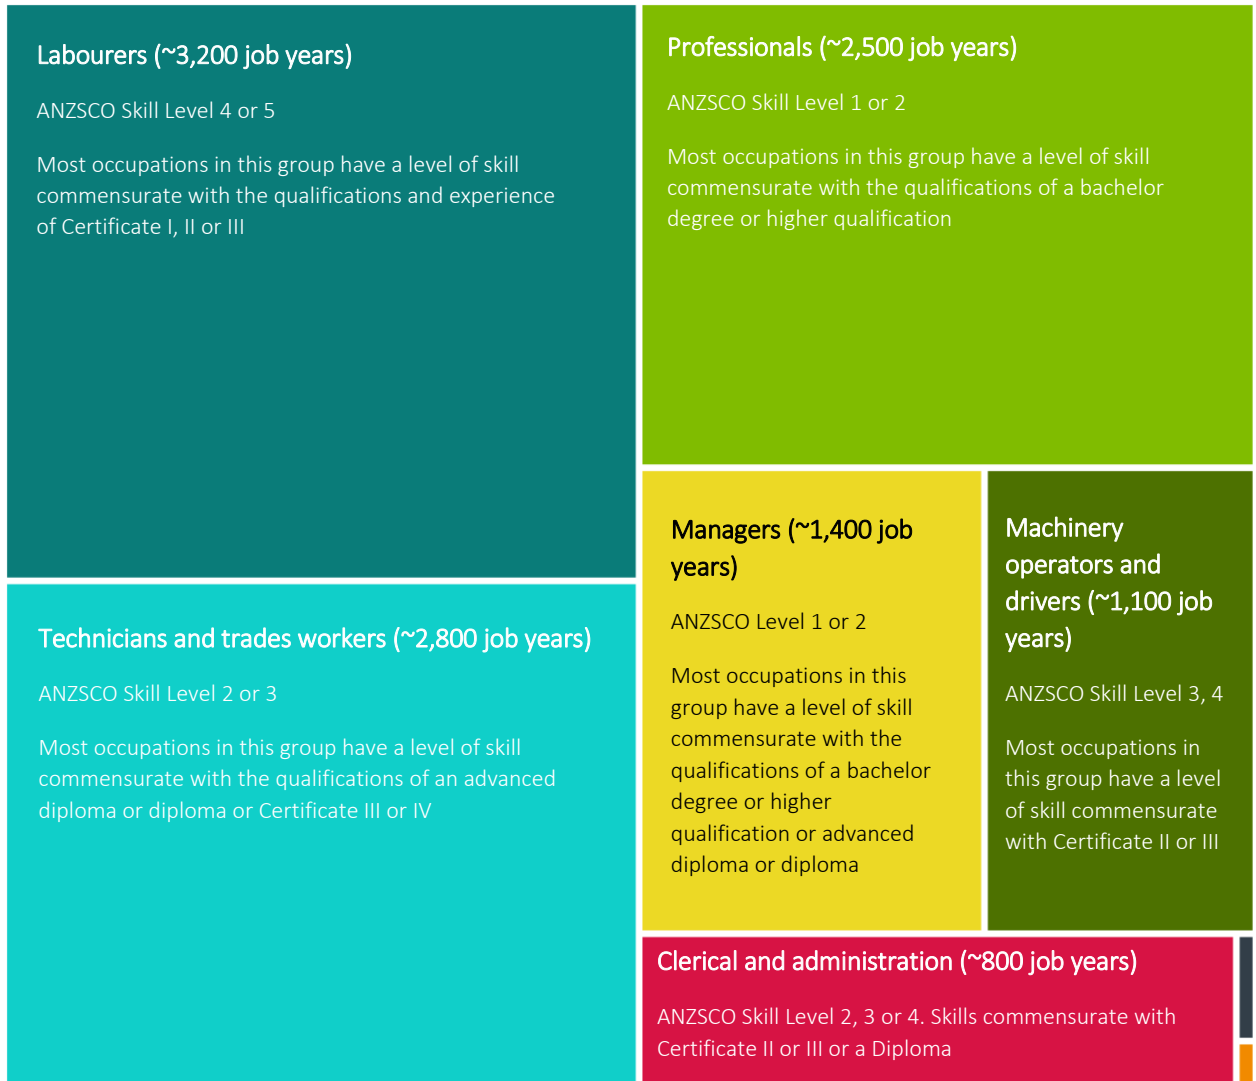 Labourers (~3,200 job years)
ANZSCO Skill Level 4 or 5
Most occupations in this group have a level of skill
commensurate with the qualifications and experience
of Certificate I, II or III
Professionals (~2,500 job years)
ANZSCO Skill Level 1 or 2
Most occupations in this group have a level of skill
commensurate with the qualifications of a bachelor
degree or higher qualification
Technicians and trades workers (~2,800 job years)
ANZSCO Skill Level 2 or 3
Most occupations in this group have a level of skill
commensurate with the qualifications of an advanced
diploma or diploma or Certificate III or IV
Managers (~1,400 job
years)
ANZSCO Level 1 or 2
Most occupations in this
group have a level of skill
commensurate with the
qualifications of a bachelor
degree or higher
qualification or advanced
diploma or diploma
Machinery
operators and
drivers (~1,100 job
years)
ANZSCO Skill Level 3, 4
Most occupations in
this group have a level
of skill commensurate
with Certificate II or III
Clerical and administration (~800 job years)
ANZSCO Skill Level 2, 3 or 4. Skills commensurate with
Certificate II or III or a Diploma